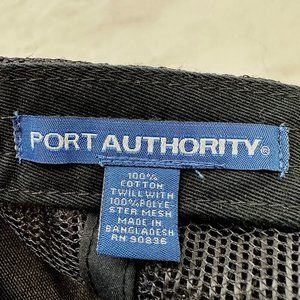 PORT AUTHORITY®
100%
COTTON
TWILL WITH
100%POLYE
STER MESH
MADE IN
BANGLADESH
RN 90836